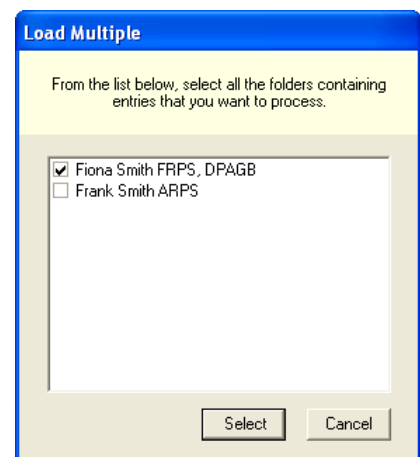 Load Multiple
From the list below, select all the folders containing
entries that you want to process.
Fiona Smith FRPS, DPAGB
Frank Smith ARPS
Select Cancel